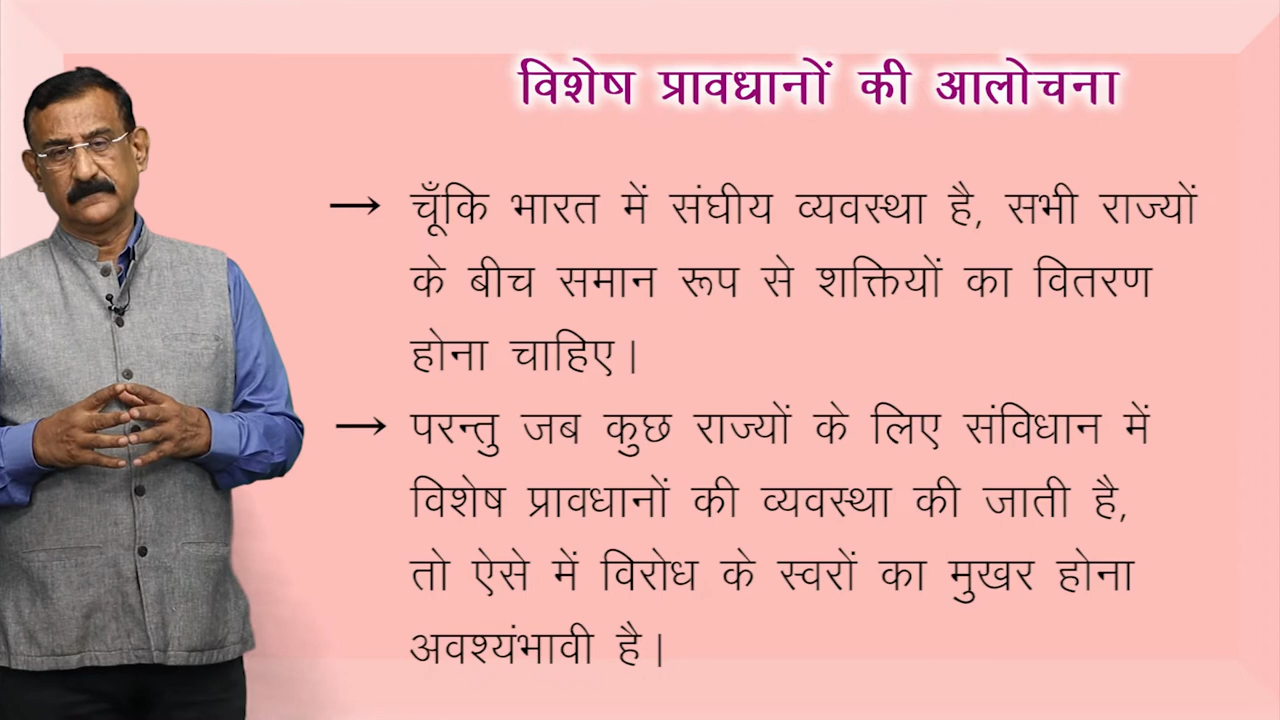 विशेष प्रावधानों की आलोचना
→ चूँकि भारत में संघीय व्यवस्था है, सभी राज्यों
के बीच समान रूप से शक्तियों का वितरण
होना चाहिए।
→ परन्तु जब कुछ राज्यों के लिए संविधान में
विशेष प्रावधानों की व्यवस्था की जाती है,
तो ऐसे में विरोध के स्वरों का मुखर होना
अवश्यंभावी है।